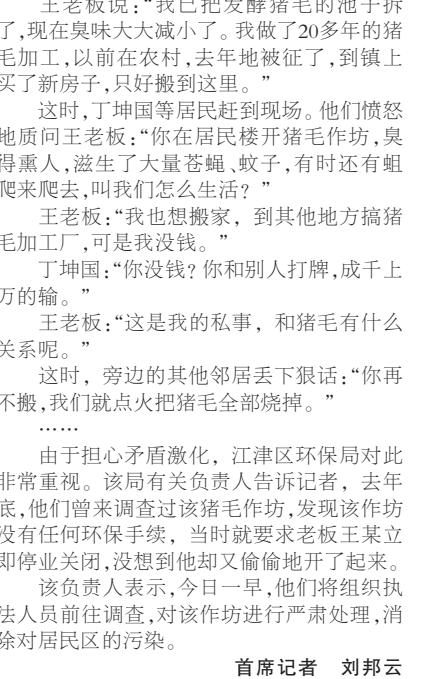 王老板说：“我已把发酵猪毛的池子拆
了，现在臭味大大减小了。我做了20多年的猪
毛加工，以前在农村，去年地被征了，到镇上
买了新房子，只好搬到这里。”
这时，丁坤国等居民赶到现场。他们愤怒
地质问王老板：“你在居民楼开猪毛作坊，臭
得熏人，滋生了大量苍蝇、蚊子，有时还有蛆
爬来爬去，叫我们怎么生活？”
王老板：“我也想搬家，到其他地方搞猪
毛加工厂，可是我没钱。”
丁坤国：“你没钱？你和别人打牌，成千上
万的输。”
王老板：“这是我的私事，和猪毛有什么
关系呢。”
这时，旁边的其他邻居丢下狠话：“你再
不搬，我们就点火把猪毛全部烧掉。”
……
由于担心矛盾激化，江津区环保局对此
非常重视。该局有关负责人告诉记者，去年
底，他们曾来调查过该猪毛作坊，发现该作坊
没有任何环保手续，当时就要求老板王某立
即停业关闭，没想到他却又偷偷地开了起来。
该负责人表示，今日一早，他们将组织执
法人员前往调查，对该作坊进行严肃处理，消
除对居民区的污染。
首席记者　刘邦云